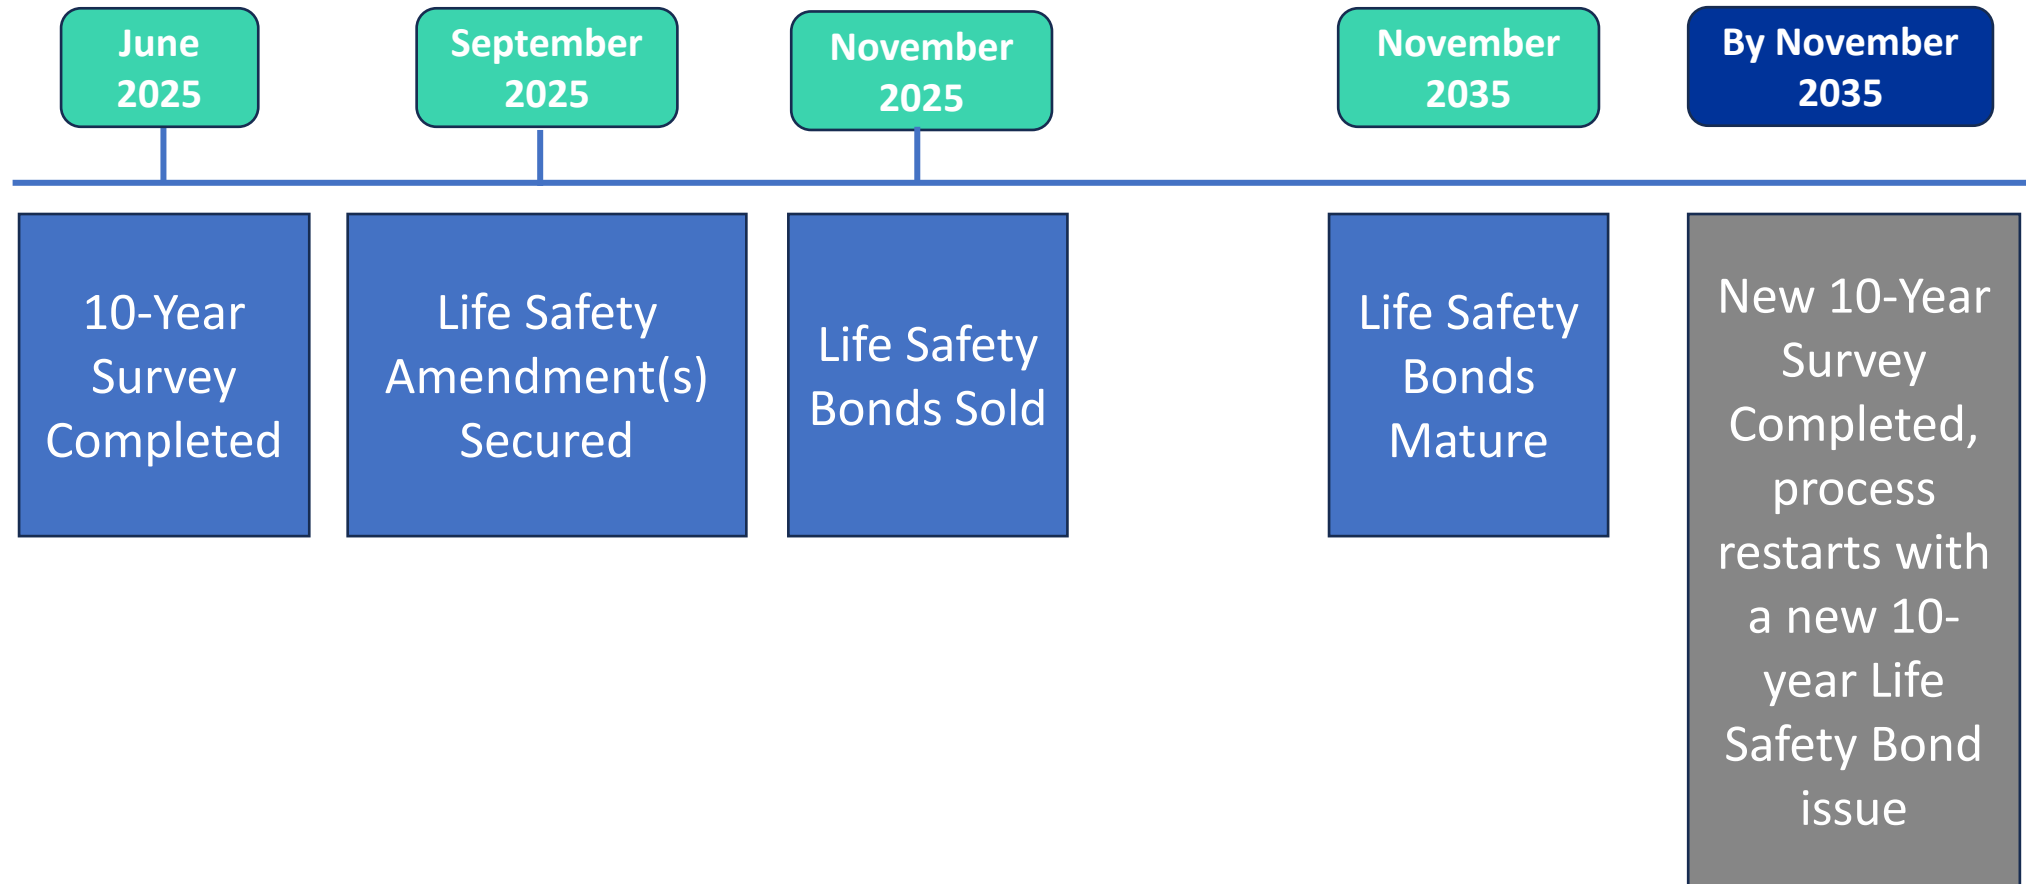 June
2025
September
2025
November
2025
November
2035
By November
2035
10-Year
Survey
Completed
Life Safety
Amendment(s)
Secured
Life Safety
Bonds Sold
Life Safety
Bonds
Mature
New 10-Year
Survey
Completed,
process
restarts with
a new 10-
year Life
Safety Bond
issue